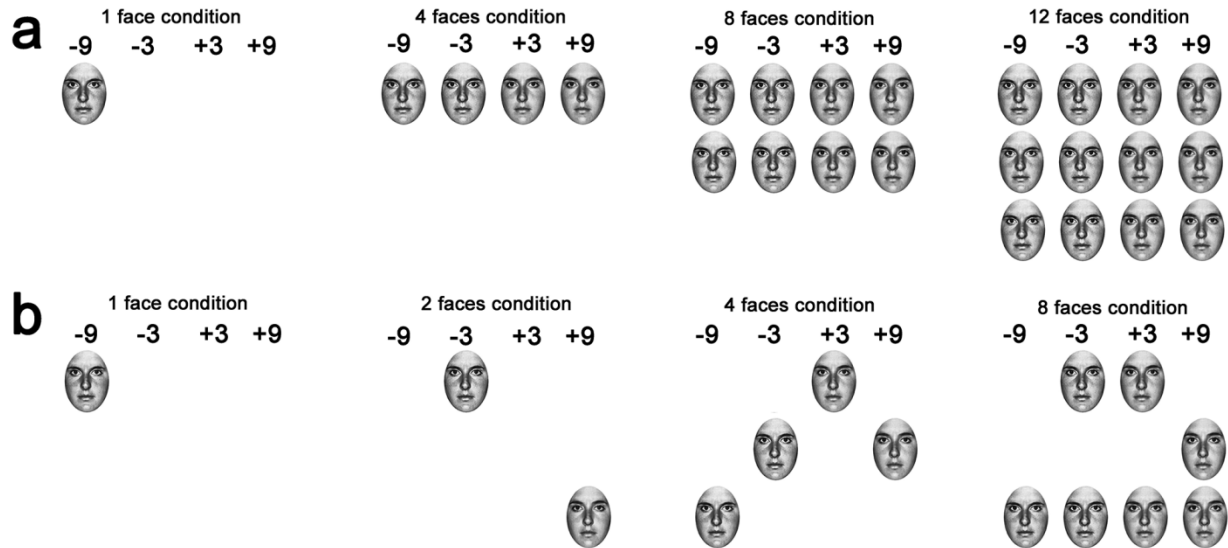 a
1 face condition
-9 -3 +3 +9
4 faces condition
-9 -3 +3 +9
8 faces condition
-9 -3 +3 +9
12 faces condition
-9 -3 +3 +9
b
1 face condition
-9 -3 +3 +9
2 faces condition
-9 -3 +3 +9
4 faces condition
-9 -3 +3 +9
8 faces condition
-9 -3 +3 +9